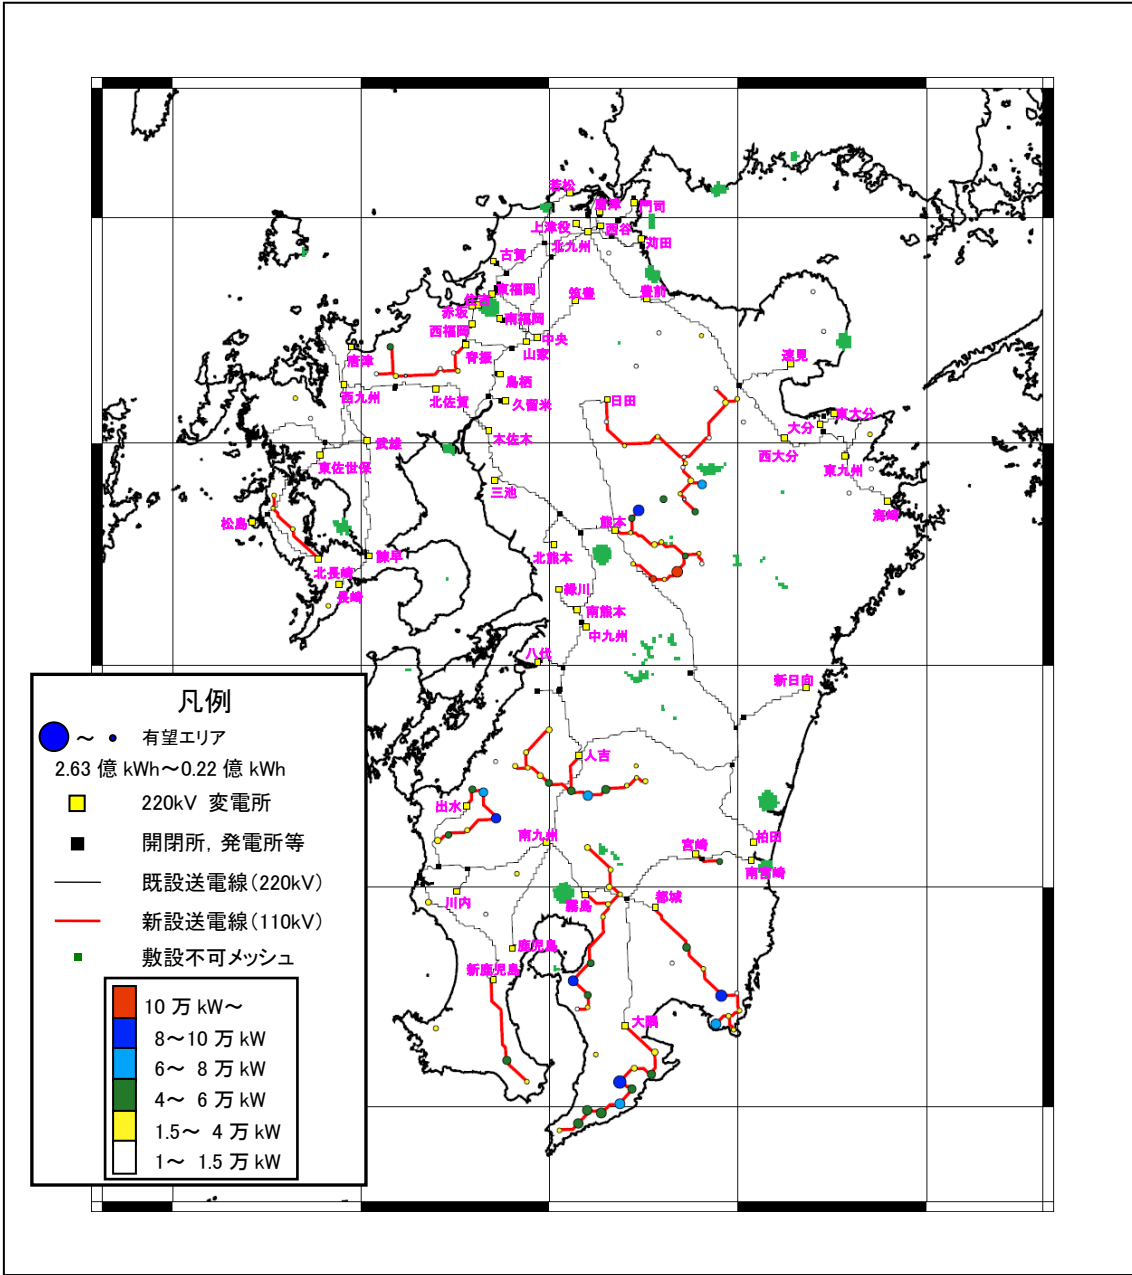 若松
門司
上津役
西谷
北九州
苅田
古賀
東福岡
住吉
筑豊
豊前
赤坂
南福岡
西福岡
中央
唐津
脊振
山家
速見
鳥栖
西九州
北佐賀
久留米
日田
東大分
大分
武雄
木佐木
西大分
東佐世保
東九州
三池
海崎
松島
熊本
北熊本
諫早
北長崎
長崎
緑川
南熊本
中九州
八代
新日向
人吉
出水
南九州
宮崎
柏田
南宮崎
川内
霧島
都城
鹿児島
新鹿児島
大隅
凡例
～ 有望エリア
2.63 億 kWh～0.22 億 kWh
220kV 変電所
開閉所，発電所等
既設送電線（220kV）
新設送電線（110kV）
敷設不可メッシュ
10 万 kW～
8～10 万 kW
6～ 8 万 kW
4～ 6 万 kW
1.5～ 4 万 kW
1～ 1.5 万 kW